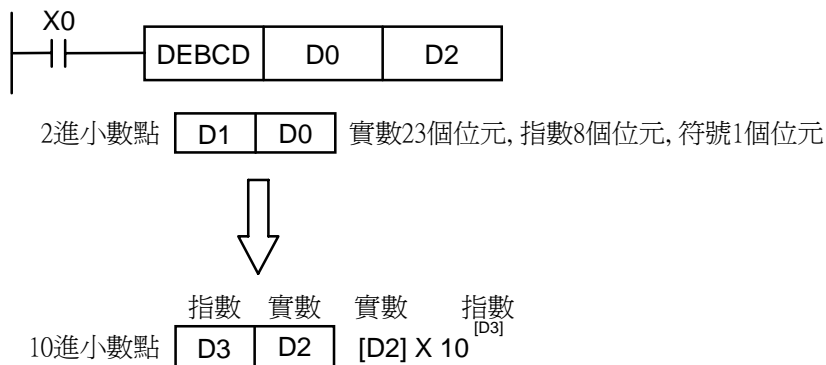 X0
DEBCD D0 D2
2進小數點 D1 D0 實數23個位元, 指數8個位元, 符號1個位元
指數 實數 實數 指數
10進小數點 D3 D2 [D2] X 10 [D3]